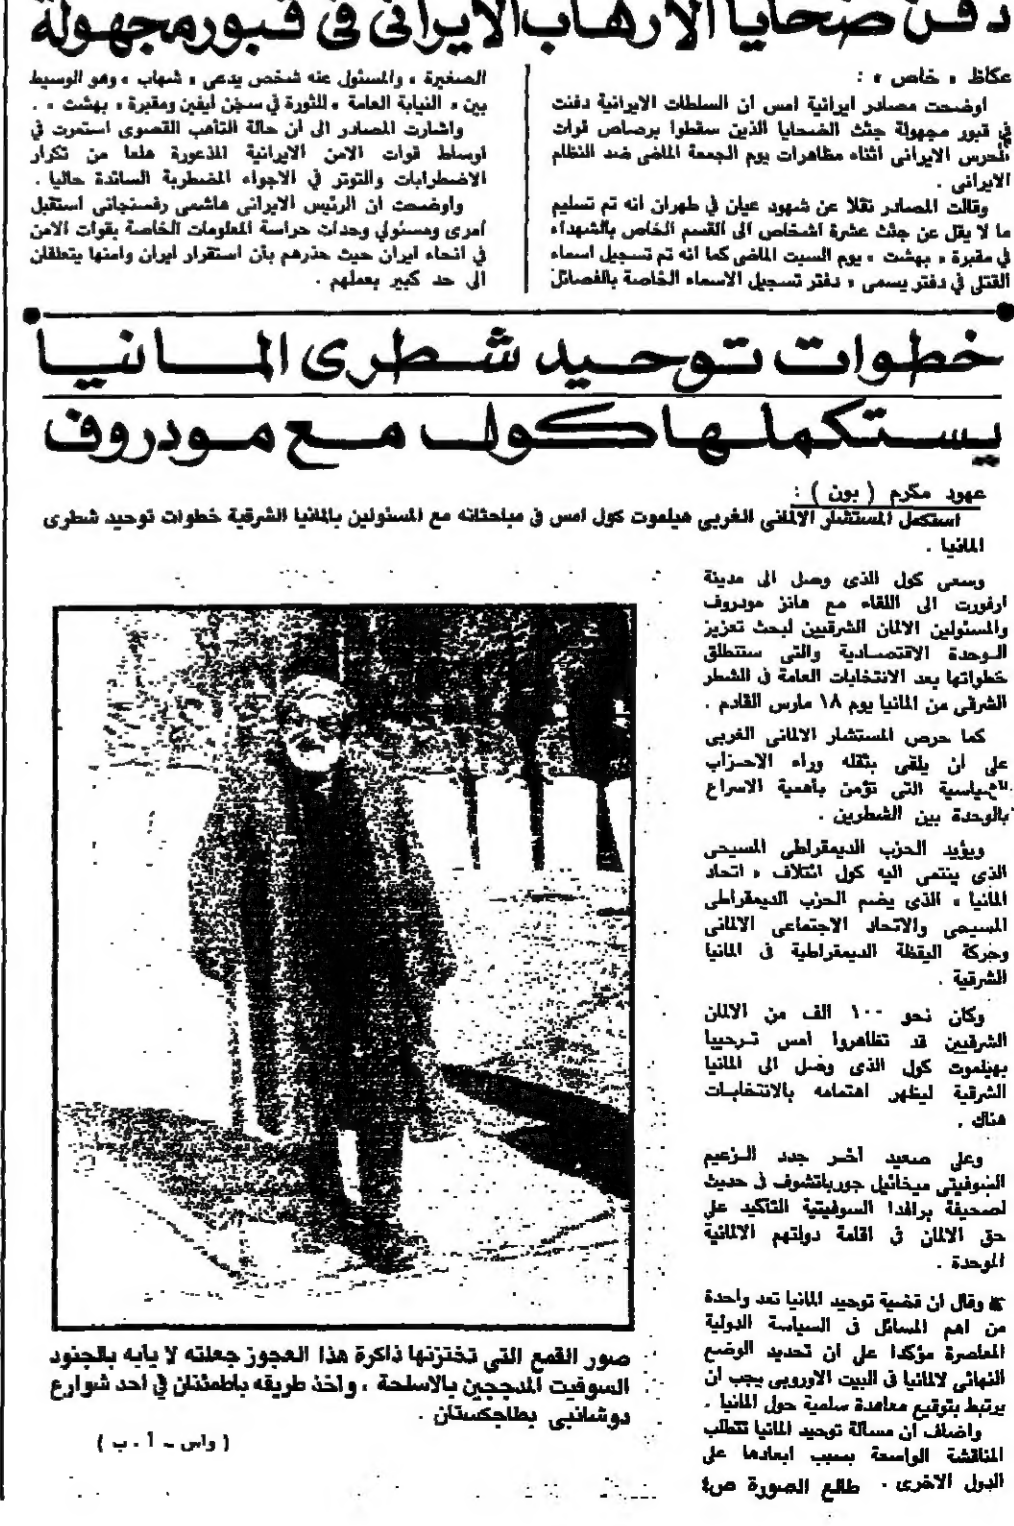 دفن ضحايا الارهاب الايراني في قبور مجهولة
عكاظ « خاص » :
اوضحت مصادر ايرانية امس ان السلطات الايرانية دفنت
في قبور مجهولة جثث الضحايا الذين سقطوا برصاص قوات
الحرس الايراني اثناء مظاهرات يوم الجمعة الماضي ضد النظام
الايراني .
وقالت المصادر نقلا عن شهود عيان في طهران انه تم تسليم
ما لا يقل عن جثث عشرة اشخاص الى القسم الخاص بالشهداء
في مقبرة « بهشت » يوم السبت الماضي كما انه تم تسجيل اسماء
القتلى في دفتر يسمى « دفتر تسجيل الاسماء الخاصة بالفصائل
الصغيرة » والمسئول عنه شخص يدعى « شهاب » وهو الوسيط
بين « النيابة العامة » للثورة في سجن ايفين ومقبرة « بهشت » .
واشارت المصادر الى ان حالة التأهب القصوى استمرت في
اوساط قوات الامن الايرانية المذعورة هلعا من تكرار
الاضطرابات والتوتر في الاجواء المضطربة السائدة حاليا .
واوضحت ان الرئيس الايراني هاشمي رفسنجاني استقبل
أمري ومسئولي وحدات حراسة المعلومات الخاصة بقوات الامن
في انحاء ايران حيث حذرهم بأن استقرار ايران وامنها يتعلقان
الى حد كبير بعملهم .
خطوات توحيد شطري المانيا
يستكملها كول مع مودروف
عهود مكرم ( بون ) :
استكمل المستشار الالماني الغربي هيلموت كول امس في مباحثاته مع المسئولين بالمانيا الشرقية خطوات توحيد شطري
المانيا .
وسعى كول الذي وصل الى مدينة
ارفورت الى اللقاء مع هانز مودروف
والمسئولين الالمان الشرقيين لبحث تعزيز
الوحدة الاقتصادية والتي ستنطلق
خطواتها بعد الانتخابات العامة في الشطر
الشرقي من المانيا يوم ١٨ مارس القادم .
كما حرص المستشار الالماني الغربي
على أن يلقي بثقله وراء الاحزاب
السياسية التي تؤمن بأهمية الاسراع
بالوحدة بين الشطرين .
ويؤيد الحزب الديمقراطي المسيحي
الذي ينتمي اليه كول ائتلاف « اتحاد
المانيا » الذي يضم الحزب الديمقراطي
المسيحي والاتحاد الاجتماعي الالماني
وحركة اليقظة الديمقراطية في المانيا
الشرقية .
وكان نحو ١٠٠ الف من الالمان
الشرقيين قد تظاهروا امس ترحيبا
بهيلموت كول الذي وصل الى المانيا
الشرقية ليظهر اهتمامه بالانتخابات
هناك .
وعلى صعيد أخر جدد الزعيم
السوفيتي ميخائيل جورباتشوف في حديث
لصحيفة برافدا السوفيتية التأكيد على
حق الالمان في اقامة دولتهم الالمانية
الموحدة .
وقال ان قضية توحيد المانيا تعد واحدة
من اهم المسائل في السياسة الدولية
المعاصرة مؤكدا على ان تحديد الوضع
النهائي لالمانيا في البيت الاوروبي يجب ان
يرتبط بتوقيع معاهدة سلمية حول المانيا .
واضاف ان مسألة توحيد المانيا تتطلب
المناقشة الواسعة بسبب ابعادها على
الدول الاخرى . طالع الصورة ص٤
صور القمع التي تختزنها ذاكرة هذا العجوز جعلته لا يأبه بالجنود
السوفيت المدججين بالاسلحة ، وأخذ طريقه باطمئنان في احد شوارع
دوشانبي بطاجكستان .
( واس - أ . ب )